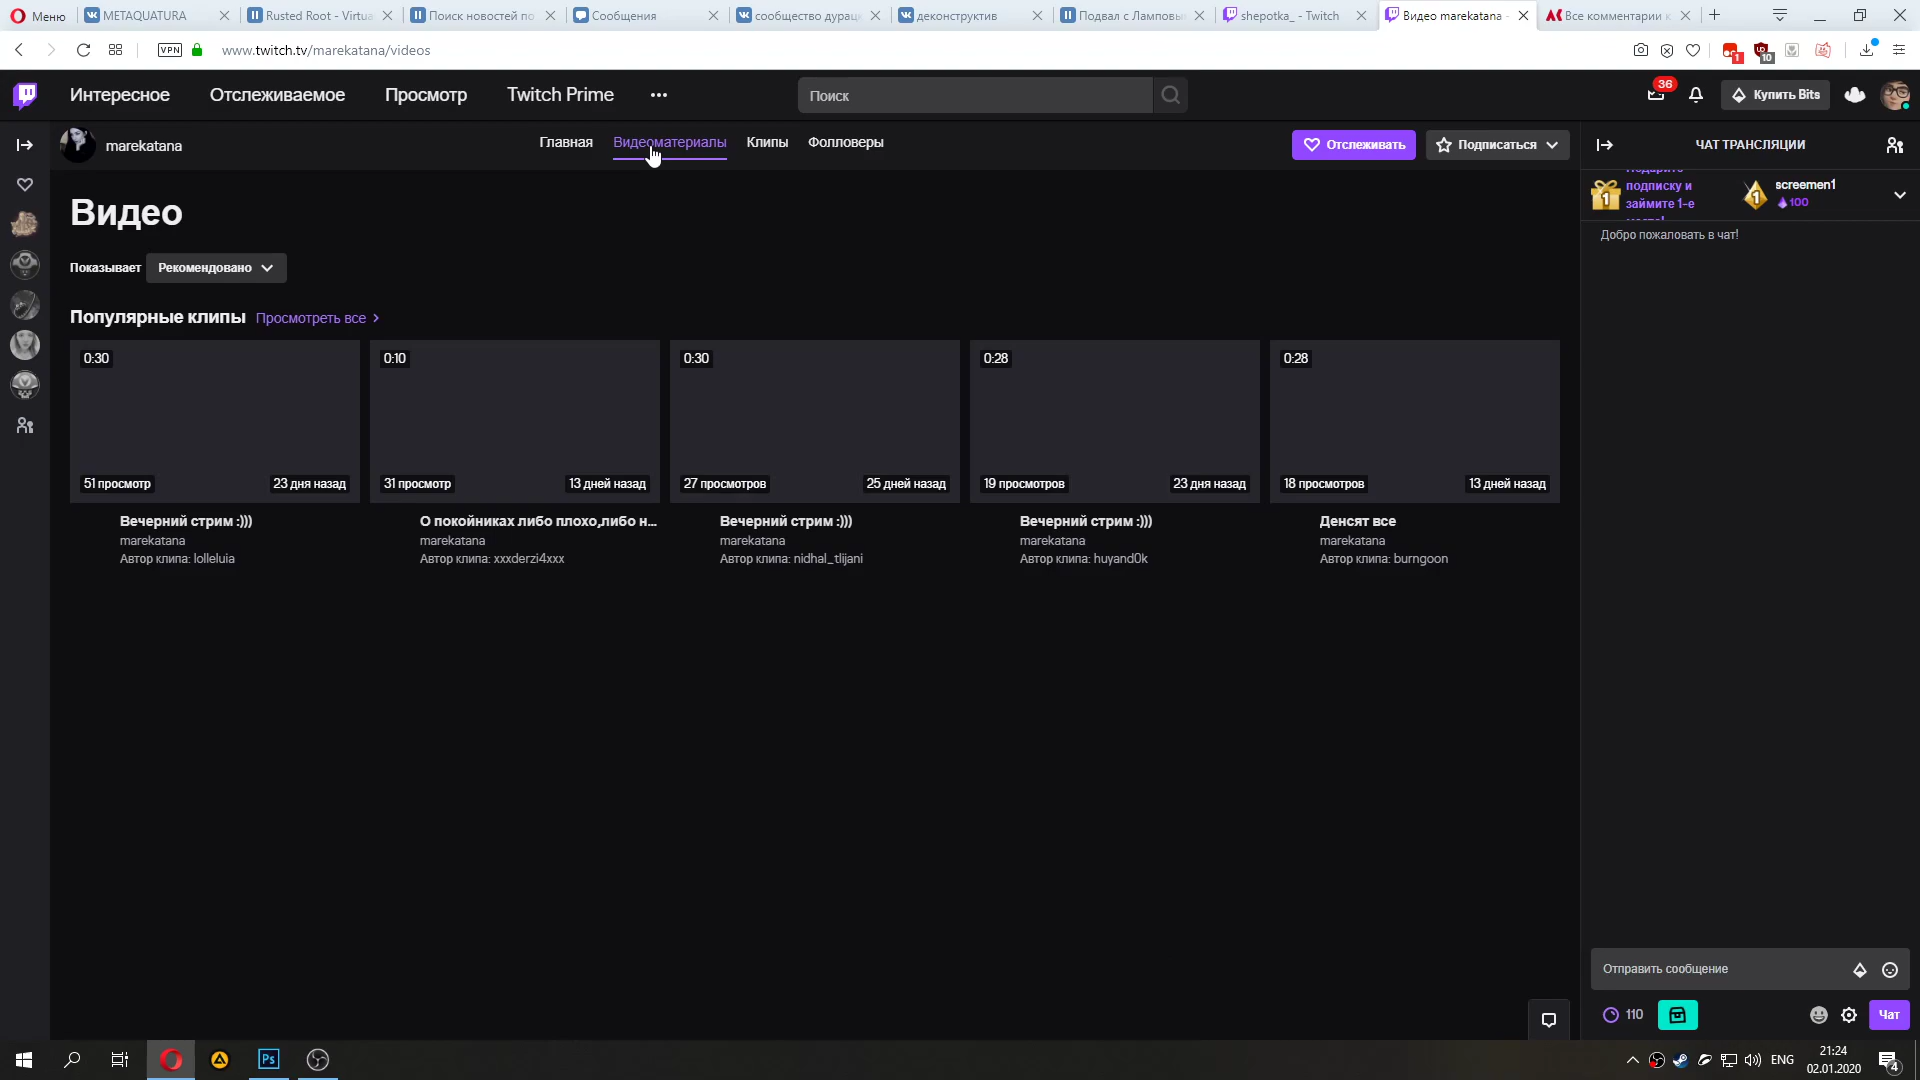 Меню
METAQUATURA
Rusted Root - Virtua
Поиск новостей по
Сообщения
сообщество дурац
деконструктив
Подвал с Ламповы
shepotka_ - Twitch
Видео marekatana -
Все комментарии к
VPN
www.twitch.tv/marekatana/videos
1
10
Интересное
Отслеживаемое
Просмотр
Twitch Prime
Поиск
36
Купить Bits
marekatana
Главная
Видеоматериалы
Клипы
Фолловеры
Отслеживать
Подписаться
ЧАТ ТРАНСЛЯЦИИ
1
подписку и
займите 1-е
1
screemen1
100
Добро пожаловать в чат!
Видео
Показывает
Рекомендовано
Популярные клипы
Просмотреть все
0:30
51 просмотр
23 дня назад
Вечерний стрим :)))
marekatana
Автор клипа: lolleluia
0:10
31 просмотр
13 дней назад
О покойниках либо плохо,либо н...
marekatana
Автор клипа: xxxderzi4xxx
0:30
27 просмотров
25 дней назад
Вечерний стрим :)))
marekatana
Автор клипа: nidhal_tlijani
0:28
19 просмотров
23 дня назад
Вечерний стрим :)))
marekatana
Автор клипа: huyand0k
0:28
18 просмотров
13 дней назад
Денсят все
marekatana
Автор клипа: burngoon
Отправить сообщение
110
Чат
Ps
ENG
21:24
02.01.2020
4